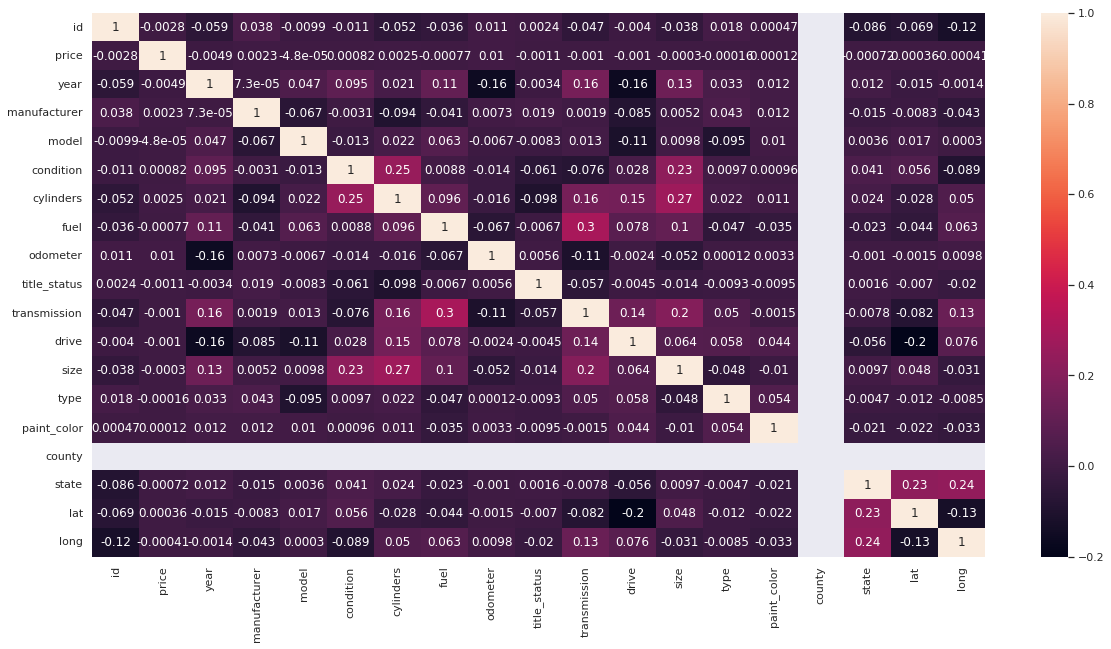 id 1 -0.0028 -0.059 0.038 -0.0099 -0.011 -0.052 -0.036 0.011 0.0024 -0.047 -0.004 -0.038 0.018 0.00047 -0.086 -0.069 -0.12
price -0.0028 1 -0.0049 0.0023 -4.8e-05 0.00082 0.0025 -0.00077 0.01 -0.0011 -0.001 -0.001 -0.0003 -0.00016 0.00012 -0.00072 0.00036 -0.00041
year -0.059 -0.0049 1 7.3e-05 0.047 0.095 0.021 0.11 -0.16 -0.0034 0.16 -0.16 0.13 0.033 0.012 0.012 -0.015 -0.0014
manufacturer 0.038 0.0023 7.3e-05 1 -0.067 -0.0031 -0.094 -0.041 0.0073 0.019 0.0019 -0.085 0.0052 0.043 0.012 -0.015 -0.0083 -0.043
model -0.0099 -4.8e-05 0.047 -0.067 1 -0.013 0.022 0.063 -0.0067 -0.0083 0.013 -0.11 0.0098 -0.095 0.01 0.0036 0.017 0.0003
condition -0.011 0.00082 0.095 -0.0031 -0.013 1 0.25 0.0088 -0.014 -0.061 -0.076 0.028 0.23 0.0097 0.00096 0.041 0.056 -0.089
cylinders -0.052 0.0025 0.021 -0.094 0.022 0.25 1 0.096 -0.016 -0.098 0.16 0.15 0.27 0.022 0.011 0.024 -0.028 0.05
fuel -0.036 -0.00077 0.11 -0.041 0.063 0.0088 0.096 1 -0.067 -0.0067 0.3 0.078 0.1 -0.047 -0.035 -0.023 -0.044 0.063
odometer 0.011 0.01 -0.16 0.0073 -0.0067 -0.014 -0.016 -0.067 1 0.0056 -0.11 -0.0024 -0.052 0.00012 0.0033 -0.001 -0.0015 0.0098
title_status 0.0024 -0.0011 -0.0034 0.019 -0.0083 -0.061 -0.098 -0.0067 0.0056 1 -0.057 -0.0045 -0.014 -0.0093 -0.0095 0.0016 -0.007 -0.02
transmission -0.047 -0.001 0.16 0.0019 0.013 -0.076 0.16 0.3 -0.11 -0.057 1 0.14 0.2 0.05 -0.0015 -0.0078 -0.082 0.13
drive -0.004 -0.001 -0.16 -0.085 -0.11 0.028 0.15 0.078 -0.0024 -0.0045 0.14 1 0.064 0.058 0.044 -0.056 -0.2 0.076
size -0.038 -0.0003 0.13 0.0052 0.0098 0.23 0.27 0.1 -0.052 -0.014 0.2 0.064 1 -0.048 -0.01 0.0097 0.048 -0.031
type 0.018 -0.00016 0.033 0.043 -0.095 0.0097 0.022 -0.047 0.00012 -0.0093 0.05 0.058 -0.048 1 0.054 -0.0047 -0.012 -0.0085
paint_color 0.00047 0.00012 0.012 0.012 0.01 0.00096 0.011 -0.035 0.0033 -0.0095 -0.0015 0.044 -0.01 0.054 1 -0.021 -0.022 -0.033
county
state -0.086 -0.00072 0.012 -0.015 0.0036 0.041 0.024 -0.023 -0.001 0.0016 -0.0078 -0.056 0.0097 -0.0047 -0.021 1 0.23 0.24
lat -0.069 0.00036 -0.015 -0.0083 0.017 0.056 -0.028 -0.044 -0.0015 -0.007 -0.082 -0.2 0.048 -0.012 -0.022 0.23 1 -0.13
long -0.12 -0.00041 -0.0014 -0.043 0.0003 -0.089 0.05 0.063 0.0098 -0.02 0.13 0.076 -0.031 -0.0085 -0.033 0.24 -0.13 1
id price year manufacturer model condition cylinders fuel odometer title_status transmission drive size type paint_color county state lat long
1.0
0.8
0.6
0.4
0.2
0.0
−0.2